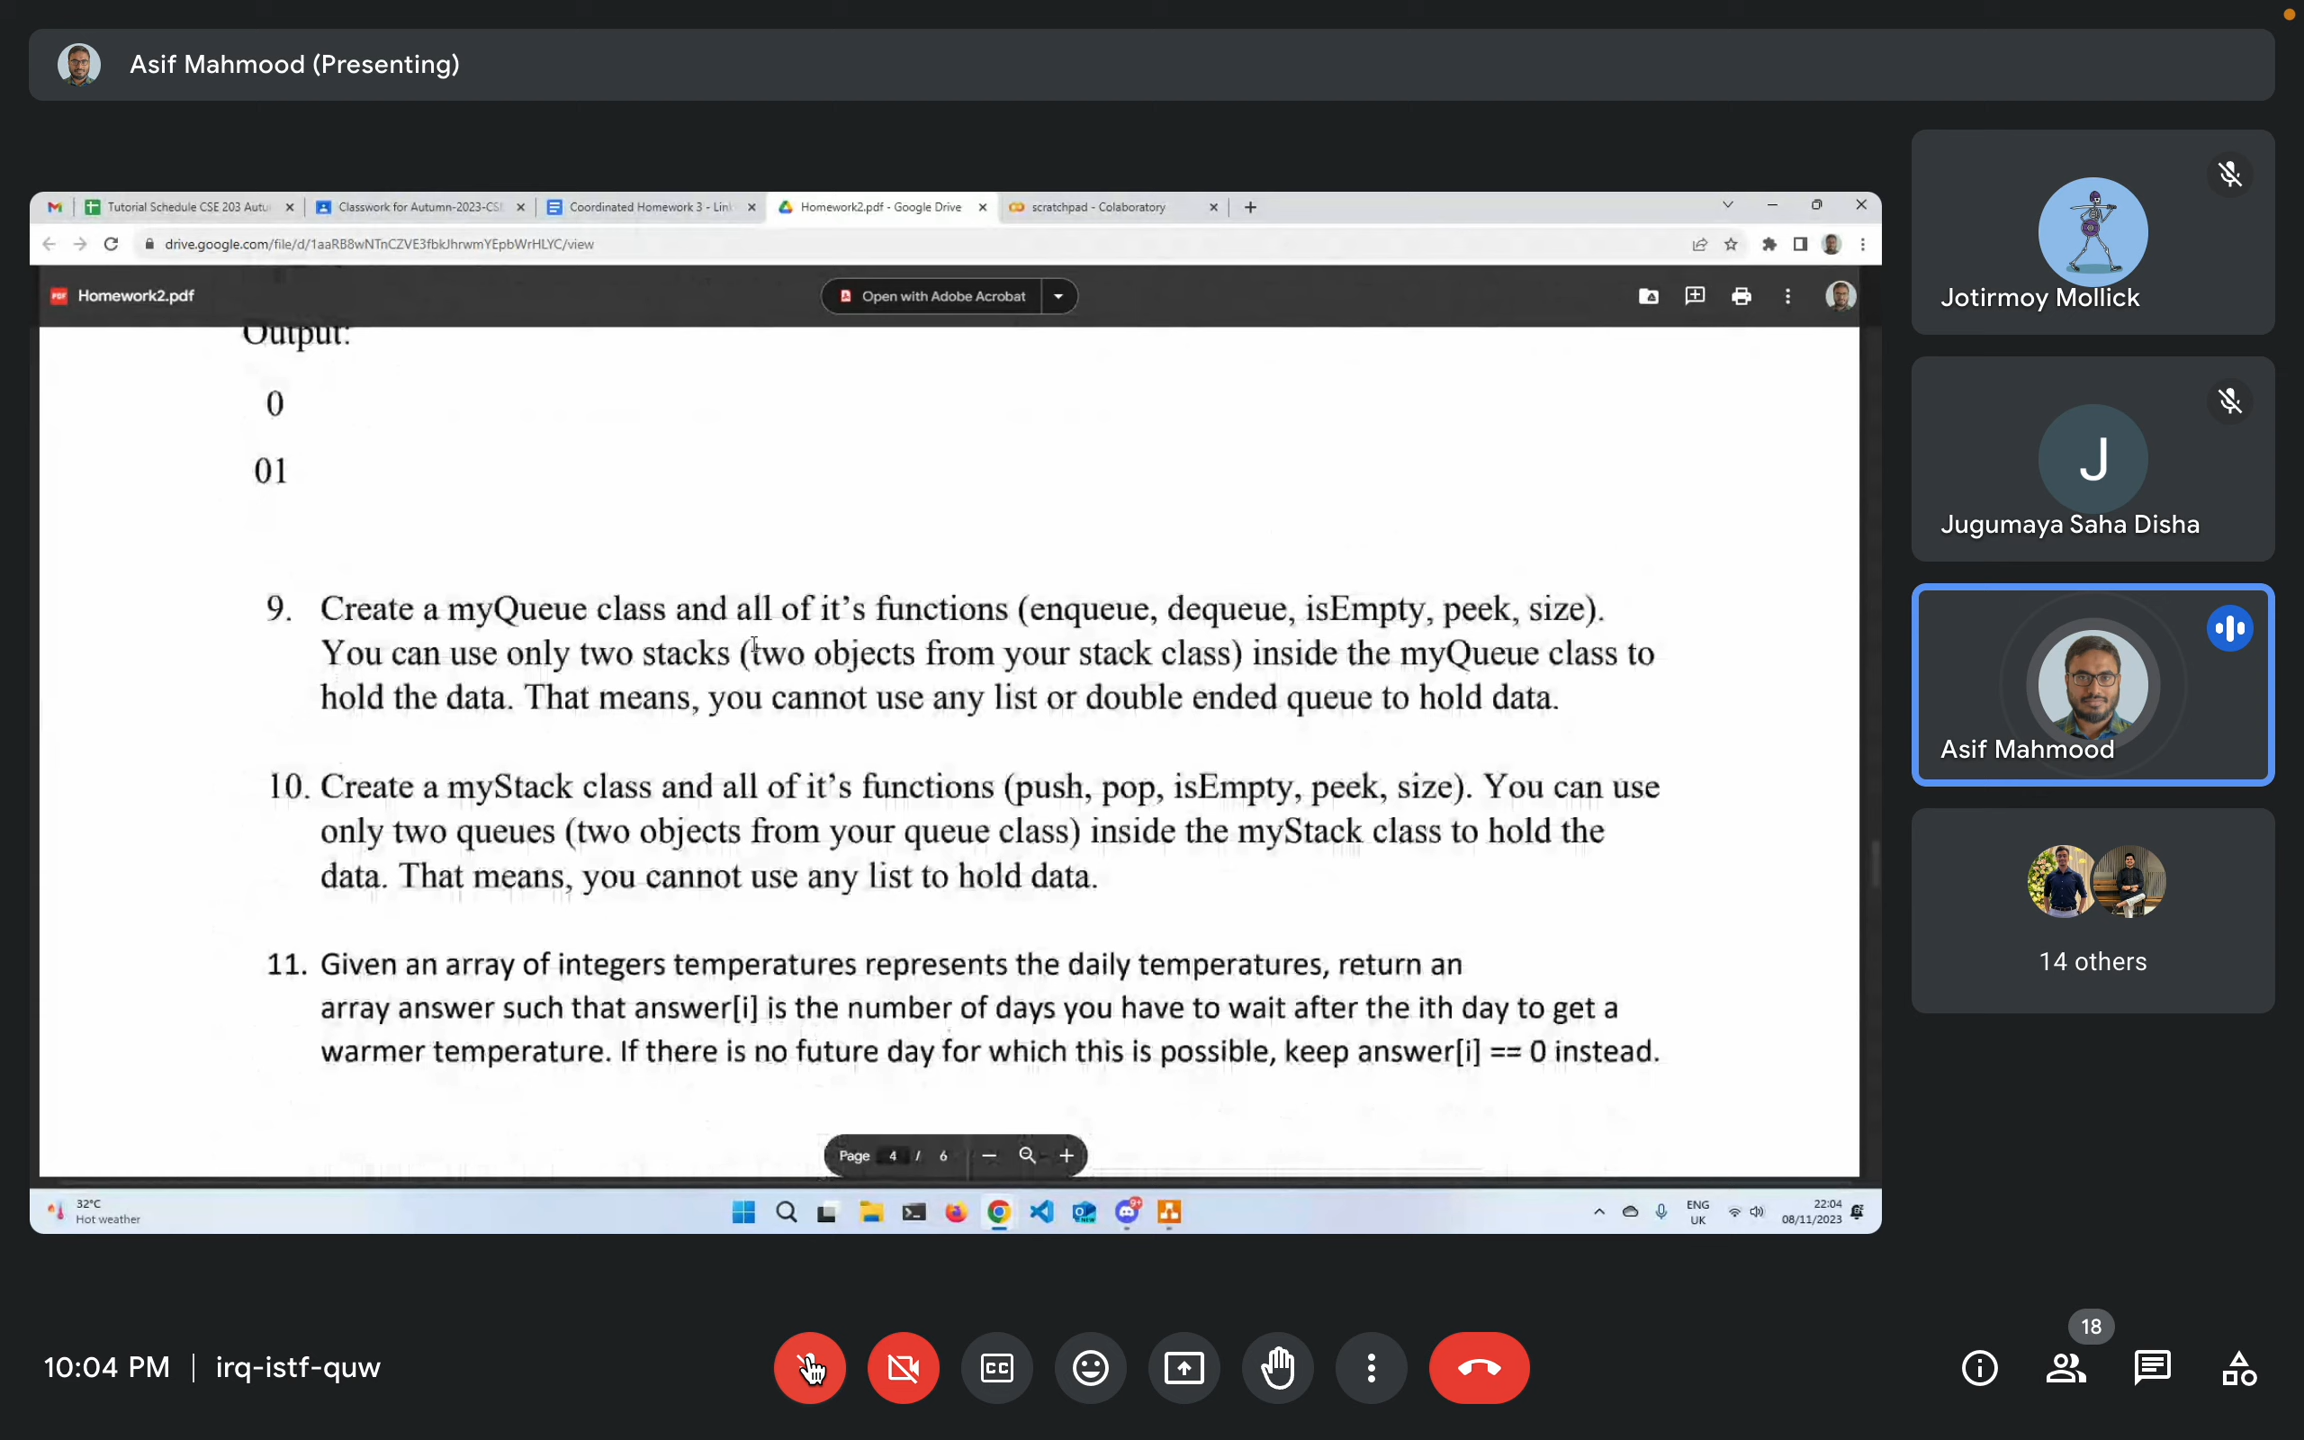 Asif Mahmood (Presenting)
Tutorial Schedule CSE 203 Autu
Classwork for Autumn-2023-CS
Coordinated Homework 3 - Lin
Homework2.pdf - Google Drive
scratchpad - Colaboratory
drive.google.com/file/d/1aaRB8wNTnCZVE3fbkJhrwmYEpbWrHLYC/view
PDF Homework2.pdf
Open with Adobe Acrobat
Output:
0
01
9. Create a myQueue class and all of it's functions (enqueue, dequeue, isEmpty, peek, size).
You can use only two stacks (two objects from your stack class) inside the myQueue class to
hold the data. That means, you cannot use any list or double ended queue to hold data.
10. Create a myStack class and all of it's functions (push, pop, isEmpty, peek, size). You can use
only two queues (two objects from your queue class) inside the myStack class to hold the
data. That means, you cannot use any list to hold data.
11. Given an array of integers temperatures represents the daily temperatures, return an
array answer such that answer[i] is the number of days you have to wait after the ith day to get a
warmer temperature. If there is no future day for which this is possible, keep answer[i] == 0 instead.
Page 4 / 6
32°C
Hot weather
ENG
UK
22:04
08/11/2023
Jotirmoy Mollick
J
Jugumaya Saha Disha
Asif Mahmood
14 others
10:04 PM | irq-istf-quw
CC
18